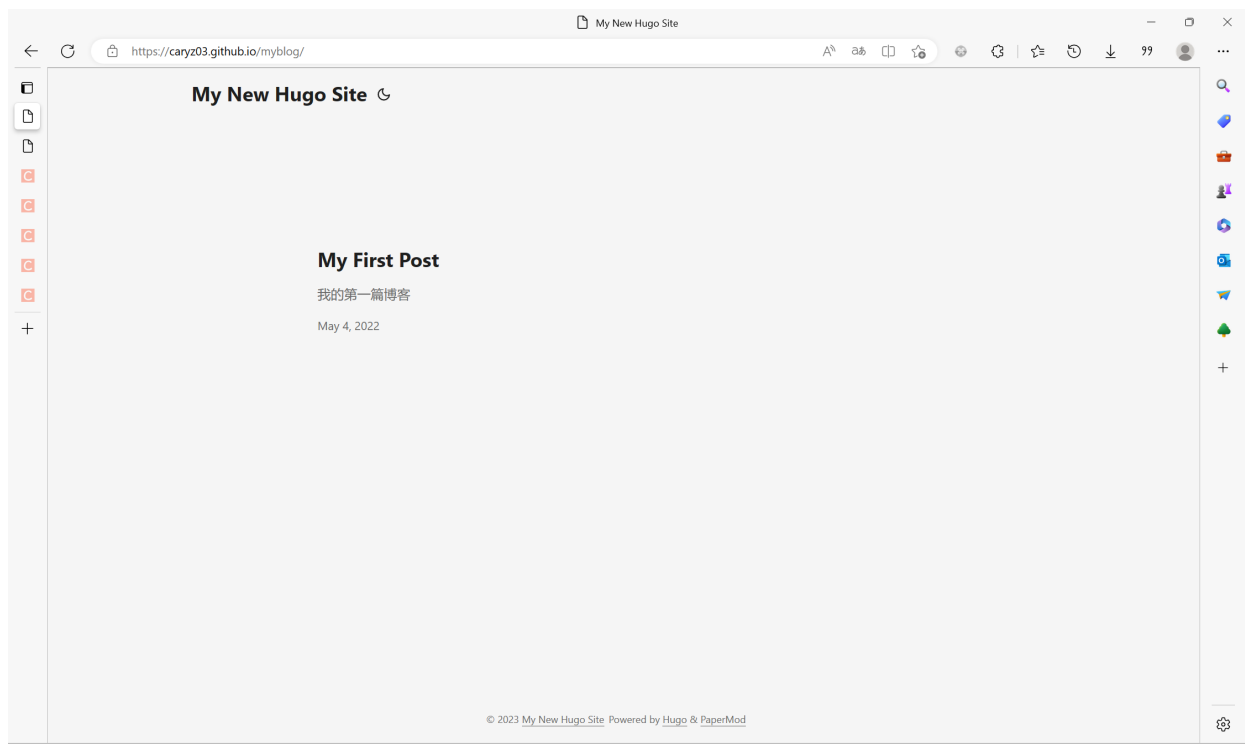 My New Hugo Site
https://caryz03.github.io/myblog/
My New Hugo Site
My First Post
我的第一篇博客
May 4, 2022
© 2023 My New Hugo Site Powered by Hugo & PaperMod